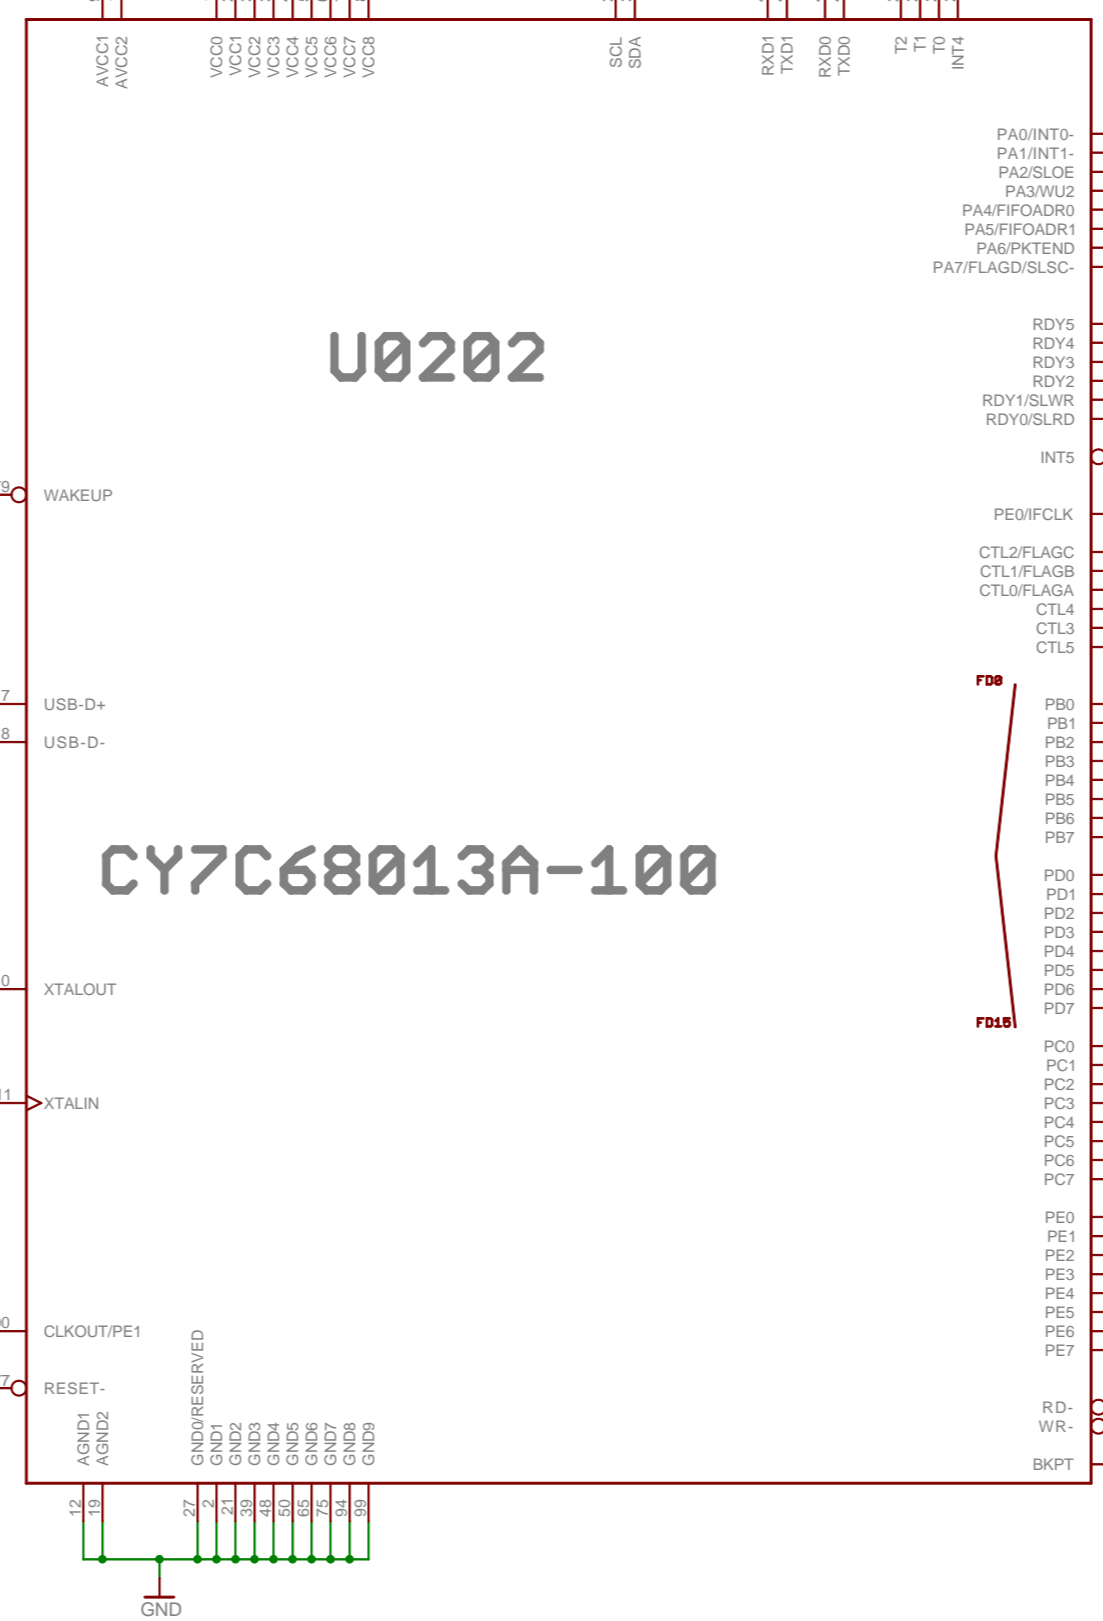 AVCC1
AVCC2
VCC0
VCC1
VCC2
VCC3
VCC4
VCC5
VCC6
VCC7
VCC8
SCL
SDA
RXD1
TXD1
RXD0
TXD0
T2
T1
T0
INT4
PA0/INT0-
PA1/INT1-
PA2/SLOE
PA3/WU2
PA4/FIFOADR0
PA5/FIFOADR1
PA6/PKTEND
PA7/FLAGD/SLSC-
RDY5
U0202
RDY4
RDY3
RDY2
RDY1/SLWR
RDY0/SLRD
INT5
WAKEUP
PE0/IFCLK
CTL2/FLAGC
CTL1/FLAGB
CTL0/FLAGA
CTL4
CTL3
CTL5
FD0
7 USB-D+
PB0
PB1
8 USB-D-
PB2
PB3
PB4
PB5
PB6
PB7
CY7C68013A-100
PD0
PD1
PD2
PD3
PD4
PD5
0 XTALOUT
PD6
PD7
FD15
PC0
PC1
PC2
XTALIN
PC3
PC4
PC5
PC6
PC7
PE0
PE1
PE2
PE3
PE4
PE5
CLKOUT/PE1
PE6
PE7
RESET-
RD-
WR-
BKPT
AGND1
AGND2
GND0/RESERVED
GND1
GND2
GND3
GND4
GND5
GND6
GND7
GND8
GND9
12
19
27
2
21
39
48
50
65
75
94
99
GND